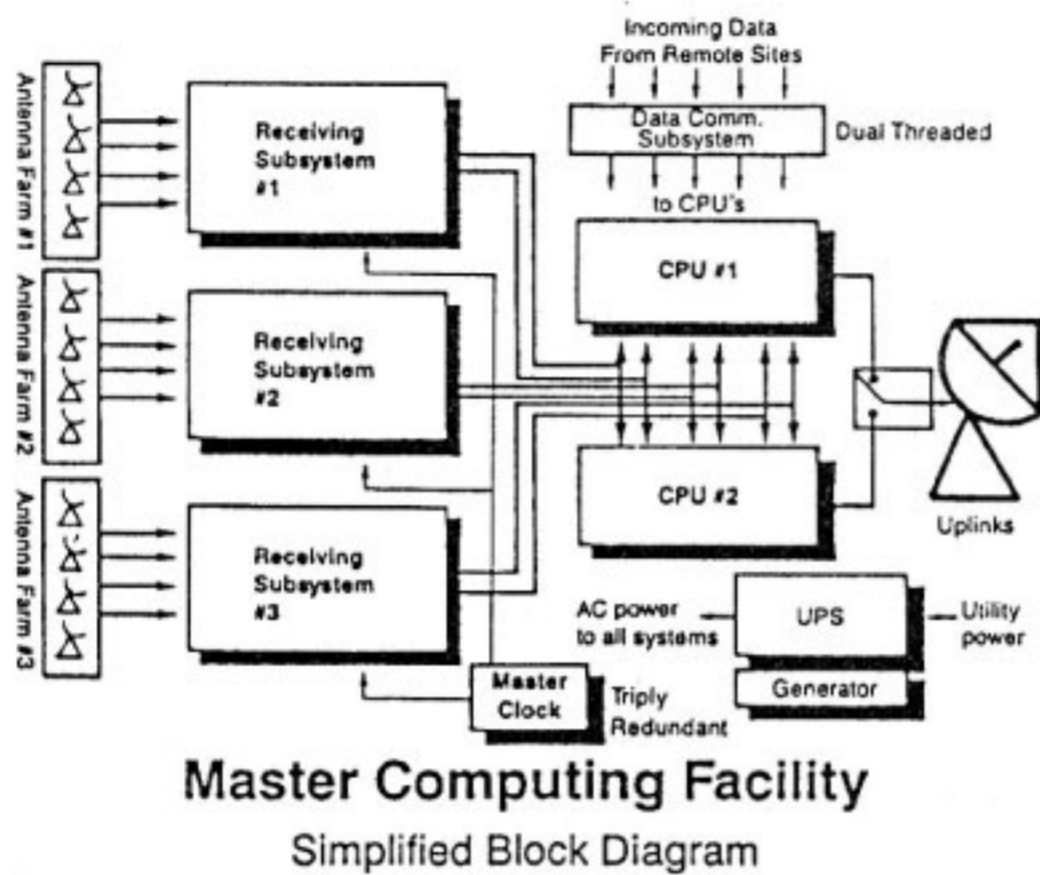 Incoming Data
From Remote Sites
Data Comm.
Subsystem
Dual Threaded
to CPU's
Antenna Farm #1
Receiving
Subsystem
#1
CPU #1
Antenna Farm #2
Receiving
Subsystem
#2
CPU #2
Uplinks
Antenna Farm #3
Receiving
Subsystem
#3
AC power
to all systems
UPS
Utility
power
Generator
Master
Clock
Triply
Redundant
Master Computing Facility
Simplified Block Diagram